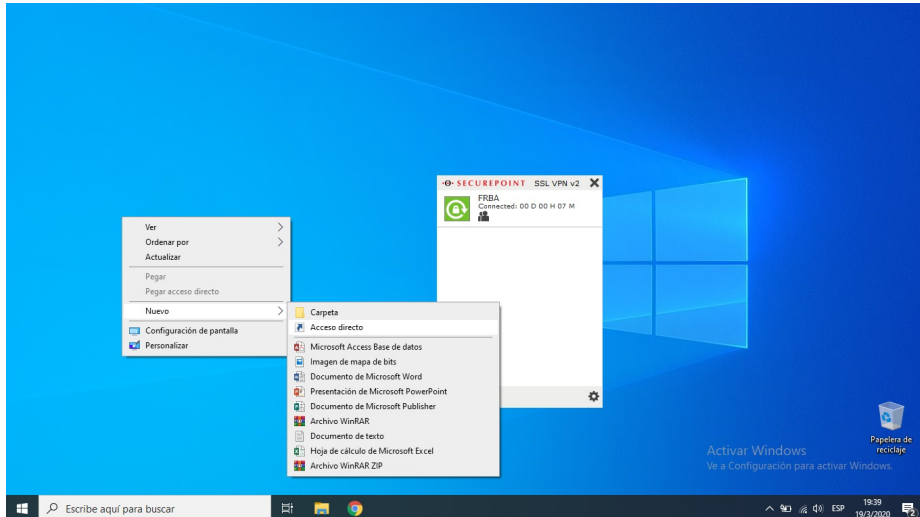 SECUREPOINT SSL VPN v2
FRBA
Connected: 00 D 00 H 07 M
Ver
Ordenar por
Actualizar
Pegar
Pegar acceso directo
Nuevo
Configuración de pantalla
Personalizar
Carpeta
Acceso directo
Microsoft Access Base de datos
Imagen de mapa de bits
Documento de Microsoft Word
Presentación de Microsoft PowerPoint
Documento de Microsoft Publisher
Archivo WinRAR
Documento de texto
Hoja de cálculo de Microsoft Excel
Archivo WinRAR ZIP
Papelera de
reciclaje
Activar Windows
Ve a Configuración para activar Windows.
Escribe aquí para buscar
ESP
19:39
19/3/2020
2